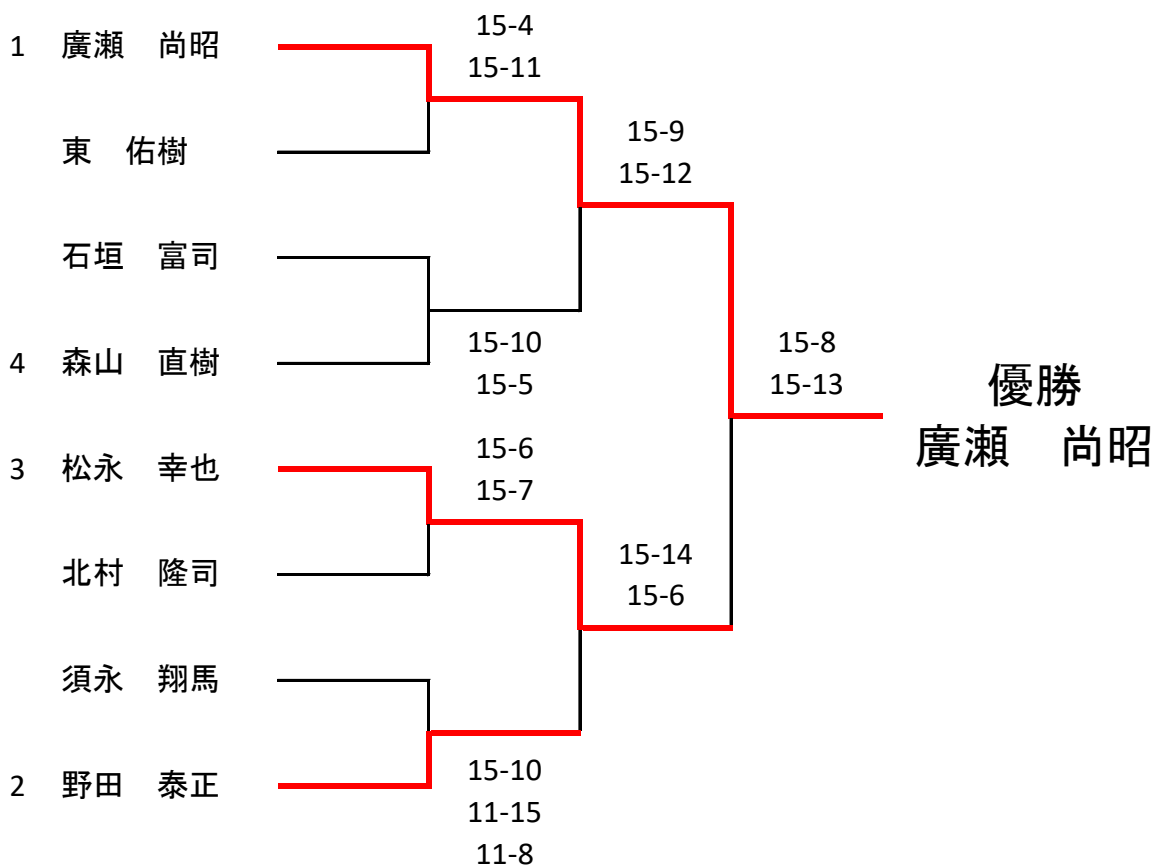 1 廣瀬　尚昭
15-4
15-11
東　佑樹
15-9
15-12
石垣　富司
4 森山　直樹
15-10
15-5
15-8
15-13
優勝
廣瀬　尚昭
3 松永　幸也
15-6
15-7
北村　隆司
15-14
15-6
須永　翔馬
2 野田　泰正
15-10
11-15
11-8